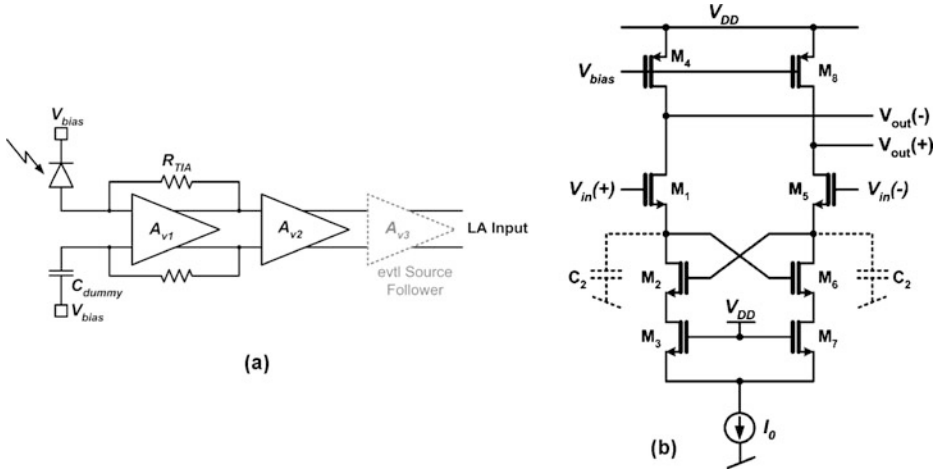 V_bias
R_TIA
A_v1
A_v2
A_v3
LA Input
evtl Source
Follower
C_dummy
V_bias
(a)
V_DD
M_4
V_bias
M_8
V_out(-)
V_out(+)
V_in(+)
M_1
M_5
V_in(-)
C_2
M_2
M_6
C_2
V_DD
M_3
M_7
I_0
(b)